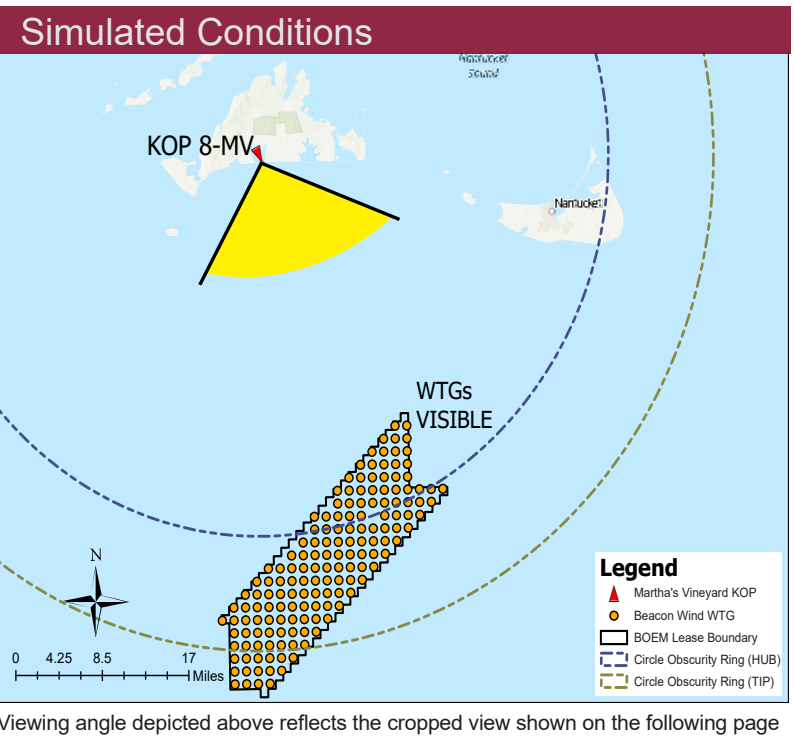 Simulated Conditions
Nantucket
Sound
KOP 8-MV
Nantucket
WTGs
VISIBLE
N
0 4.25 8.5 17
Miles
Legend
Martha's Vineyard KOP
Beacon Wind WTG
BOEM Lease Boundary
Circle Obscurity Ring (HUB)
Circle Obscurity Ring (TIP)
Viewing angle depicted above reflects the cropped view shown on the following page